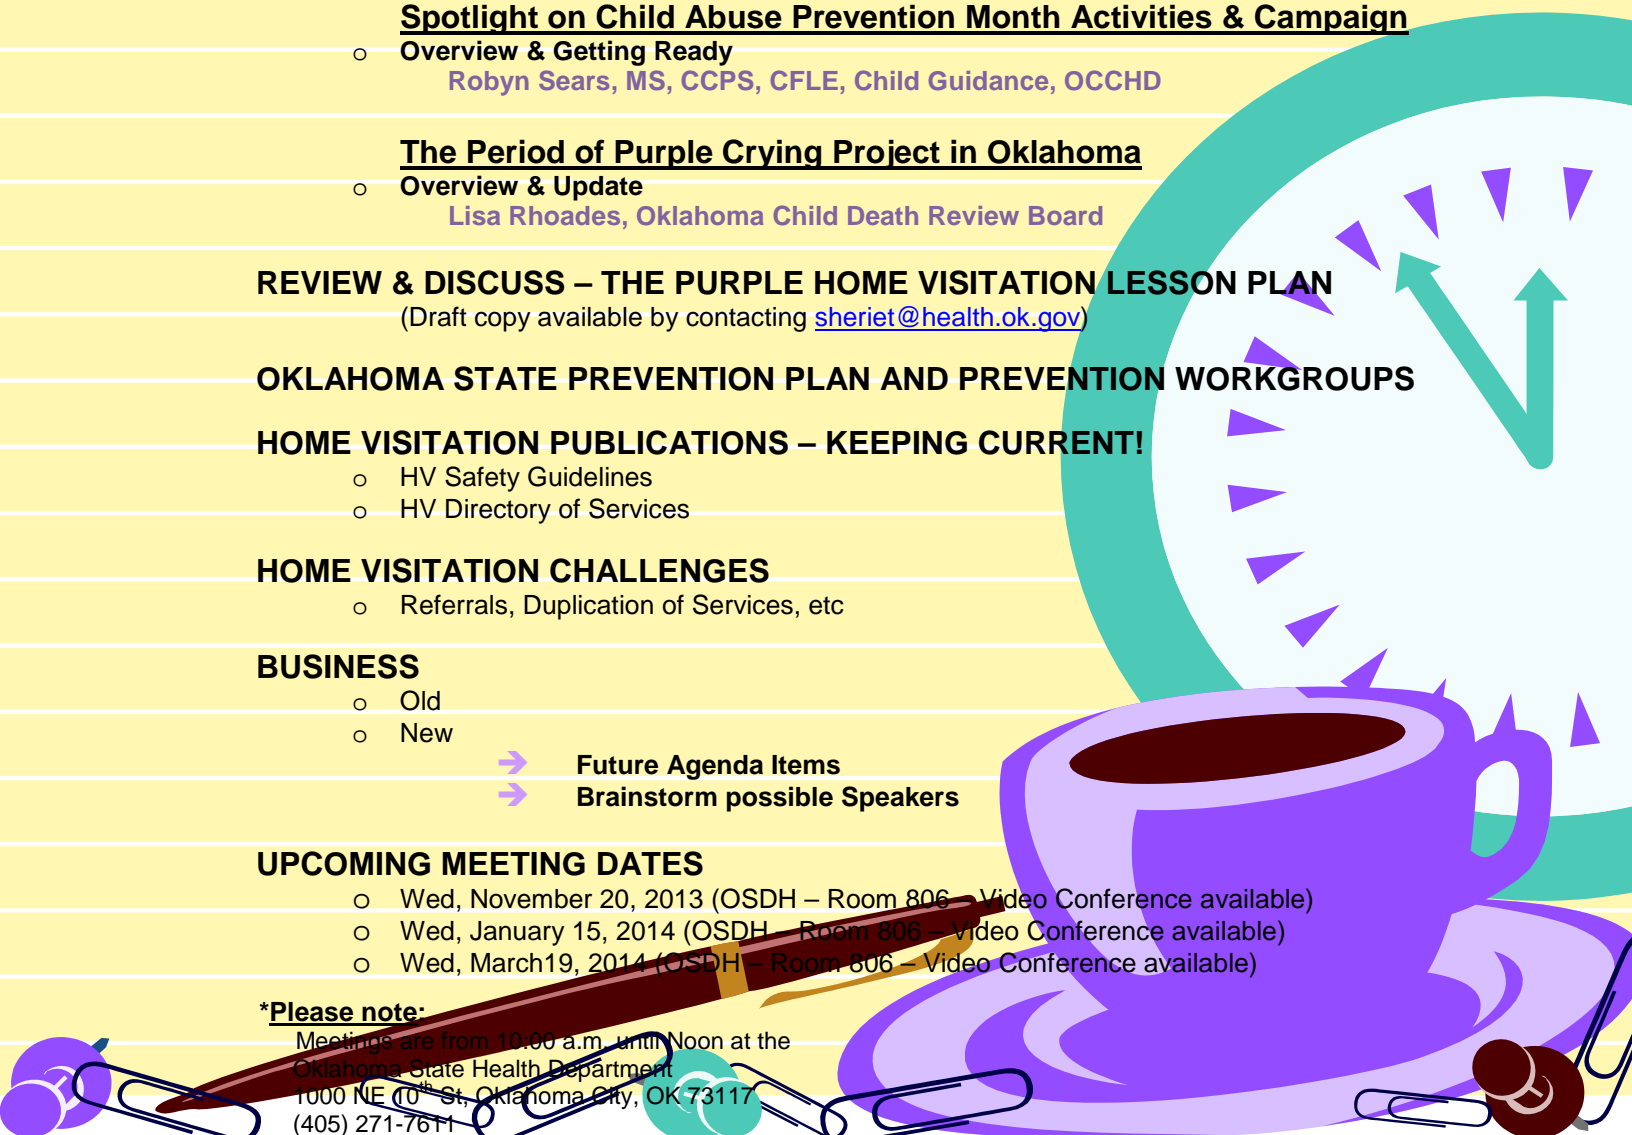 Spotlight on Child Abuse Prevention Month Activities & Campaign
o Overview & Getting Ready
Robyn Sears, MS, CCPS, CFLE, Child Guidance, OCCHD
The Period of Purple Crying Project in Oklahoma
o Overview & Update
Lisa Rhoades, Oklahoma Child Death Review Board
REVIEW & DISCUSS – THE PURPLE HOME VISITATION LESSON PLAN
(Draft copy available by contacting sheriet@health.ok.gov)
OKLAHOMA STATE PREVENTION PLAN AND PREVENTION WORKGROUPS
HOME VISITATION PUBLICATIONS – KEEPING CURRENT!
o HV Safety Guidelines
o HV Directory of Services
HOME VISITATION CHALLENGES
o Referrals, Duplication of Services, etc
BUSINESS
o Old
o New
➔ Future Agenda Items
➔ Brainstorm possible Speakers
UPCOMING MEETING DATES
o Wed, November 20, 2013 (OSDH – Room 806 – Video Conference available)
o Wed, January 15, 2014 (OSDH – Room 806 – Video Conference available)
o Wed, March19, 2014 (OSDH – Room 806 – Video Conference available)
*Please note:
Meetings are from 10:00 a.m. until Noon at the
Oklahoma State Health Department
1000 NE 10th St, Oklahoma City, OK 73117
(405) 271-7611